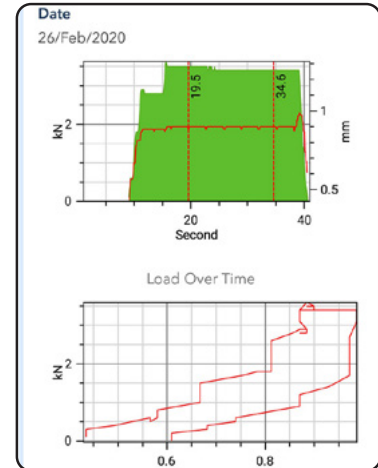 Date
26/Feb/2020
kN
2
0
19.5
34.6
1
0.5
mm
20
40
Second
Load Over Time
kN
2
0
0.6
0.8